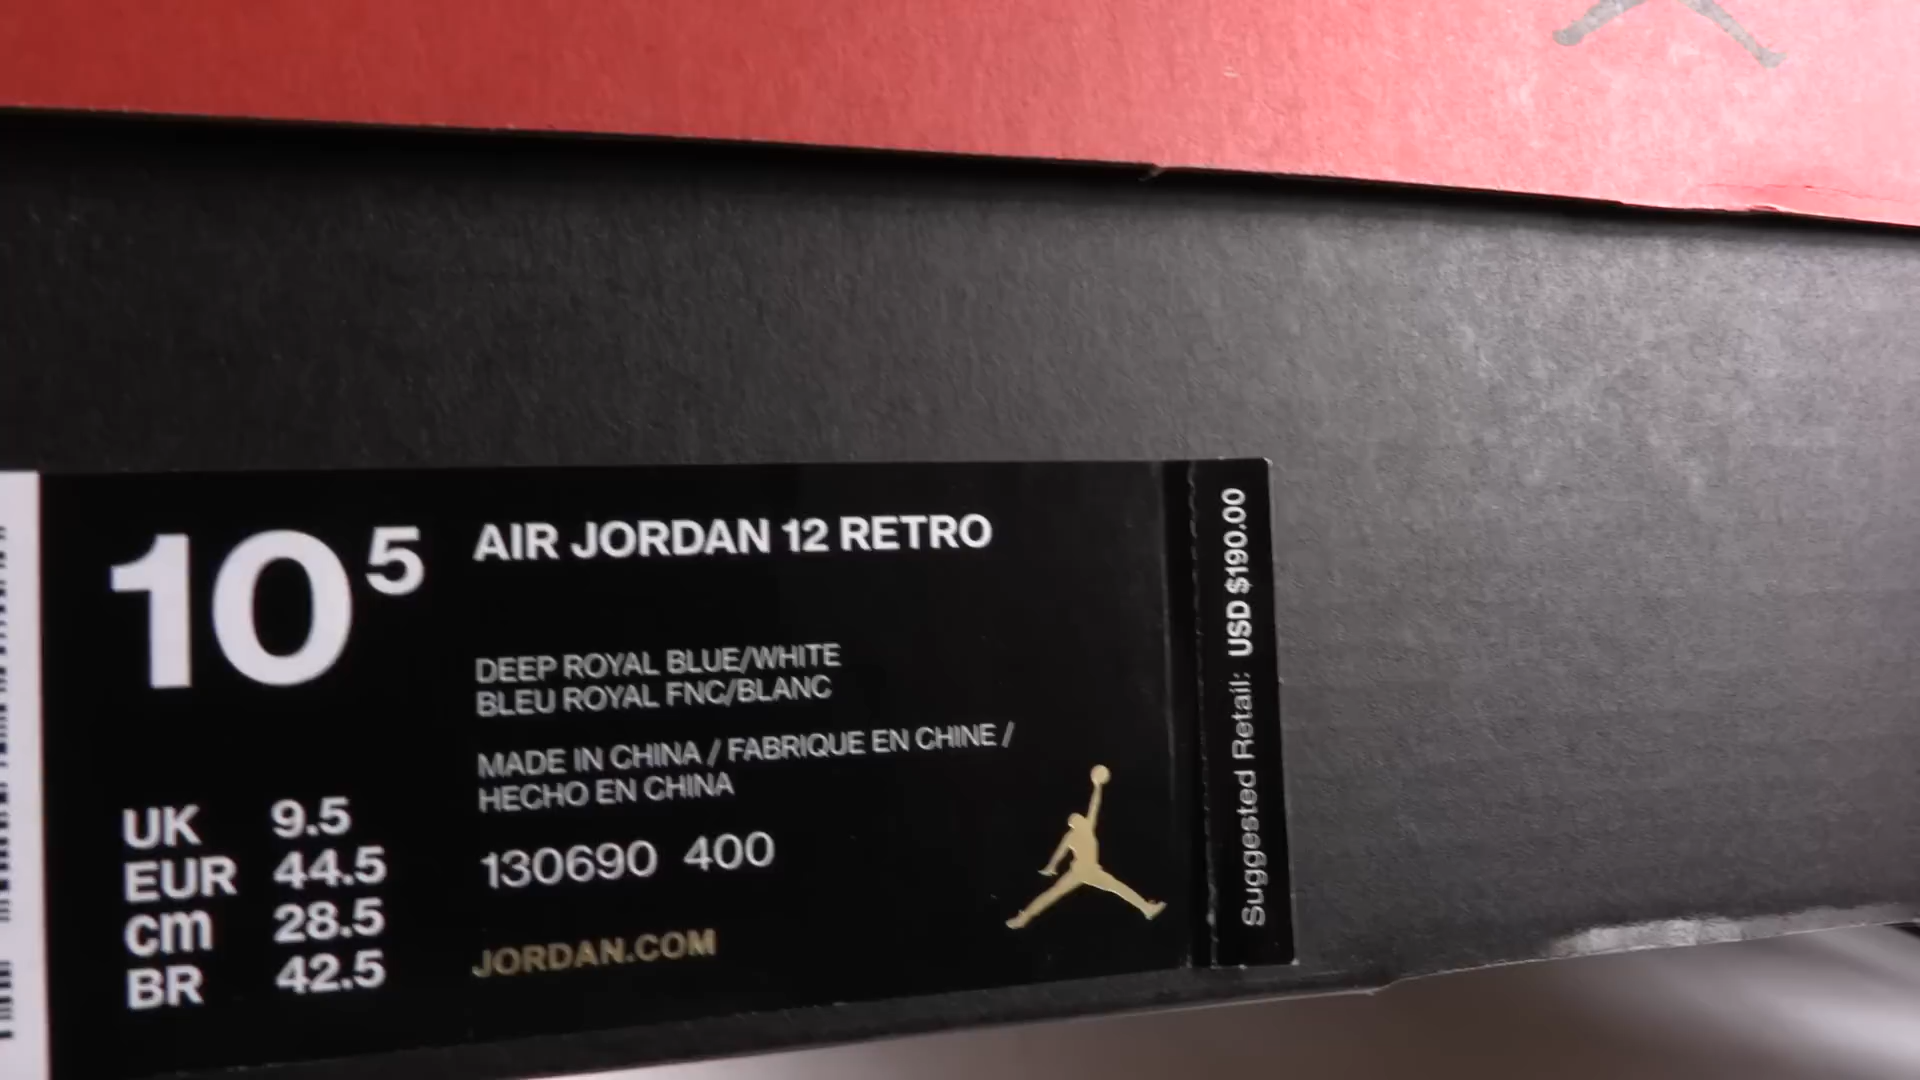 10 5
AIR JORDAN 12 RETRO
DEEP ROYAL BLUE/WHITE
BLEU ROYAL FNC/BLANC
MADE IN CHINA / FABRIQUE EN CHINE /
HECHO EN CHINA
130690 400
JORDAN.COM
UK 9.5
EUR 44.5
cm 28.5
BR 42.5
Suggested Retail: USD $190.00